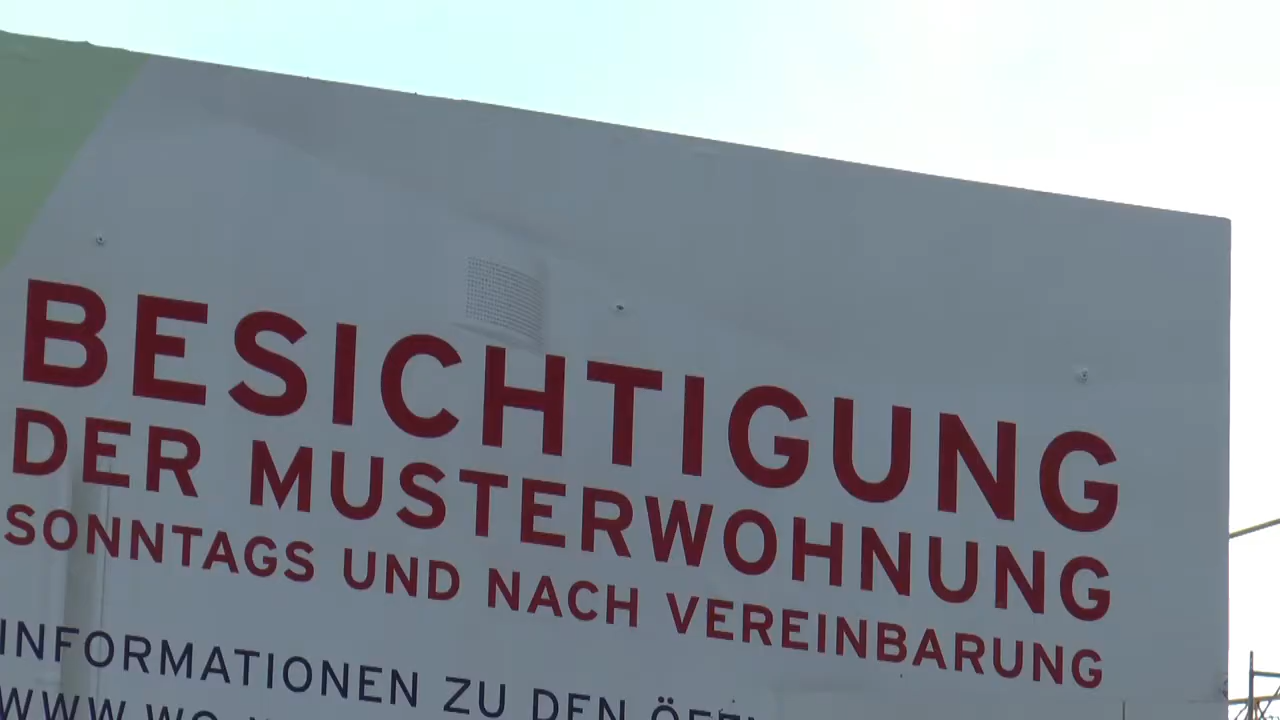 BESICHTIGUNG
DER MUSTERWOHNUNG
SONNTAGS UND NACH VEREINBARUNG
INFORMATIONEN ZU DEN